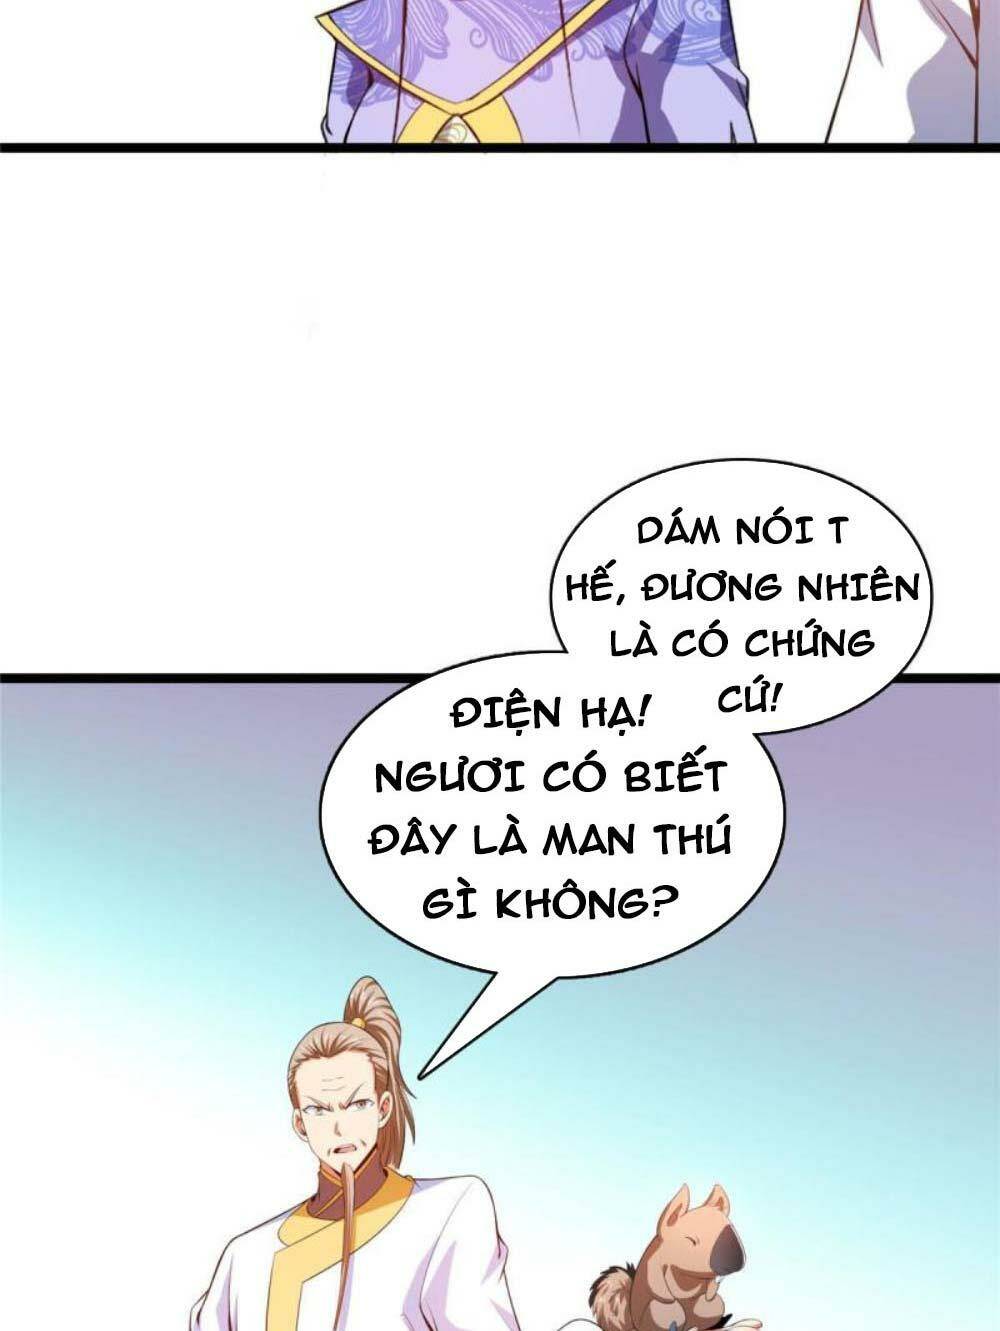 DÁM NÓI T
HẾ, ĐƯƠNG NHIÊN
LÀ CÓ CHỨNG
CỨ!
ĐIỆN HẠ!
NGƯƠI CÓ BIẾT
ĐÂY LÀ MAN THÚ
GÌ KHÔNG?